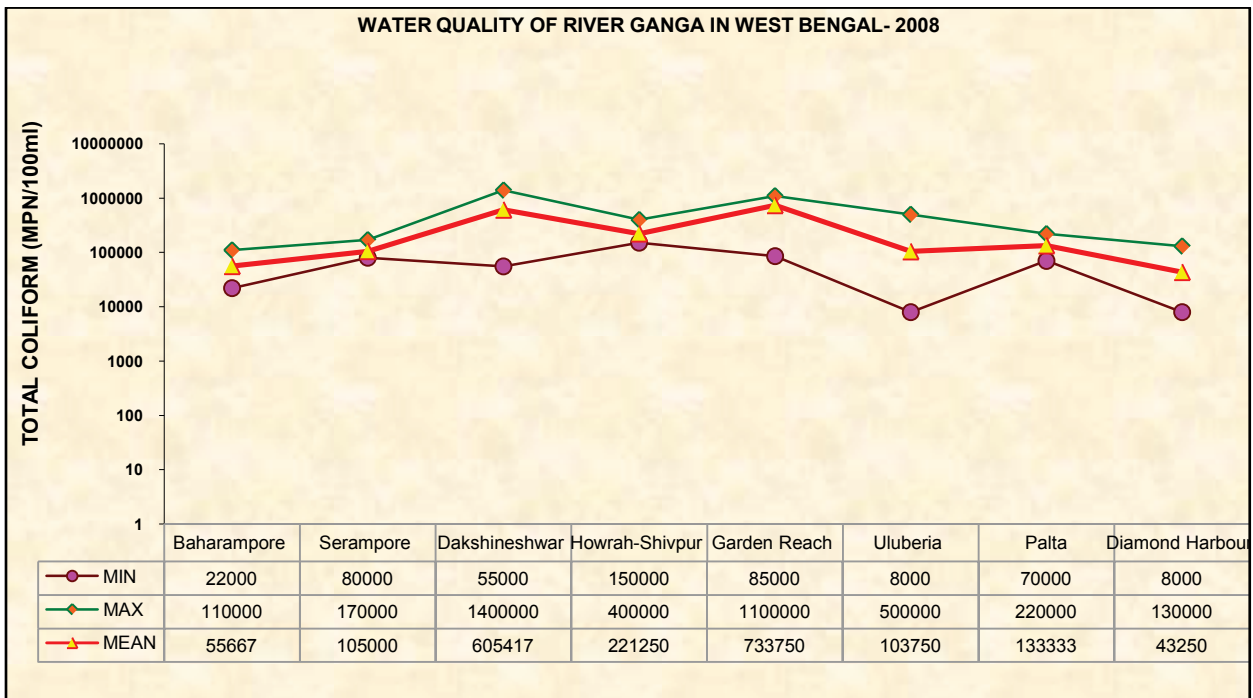 WATER QUALITY OF RIVER GANGA IN WEST BENGAL- 2008
TOTAL COLIFORM (MPN/100ml)
10000000
1000000
100000
10000
1000
100
10
1
Baharampore Serampore Dakshineshwar Howrah-Shivpur Garden Reach Uluberia Palta Diamond Harbour
MIN 22000 80000 55000 150000 85000 8000 70000 8000
MAX 110000 170000 1400000 400000 1100000 500000 220000 130000
MEAN 55667 105000 605417 221250 733750 103750 133333 43250